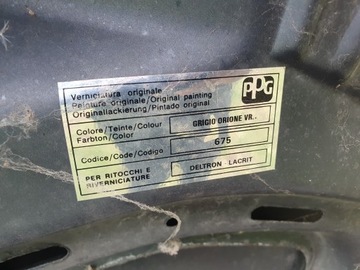 Verniciatura originale
Peinture originale/Original painting
Originallackierung/Pintado original
PPG
Colore/Teinte/Colour
Farbton/Color
GRIGIO ORIONE VR..
Codice/Code/Codigo
675
PER RITOCCHI E
RIVERNICIATURE
DELTRON LACRIT